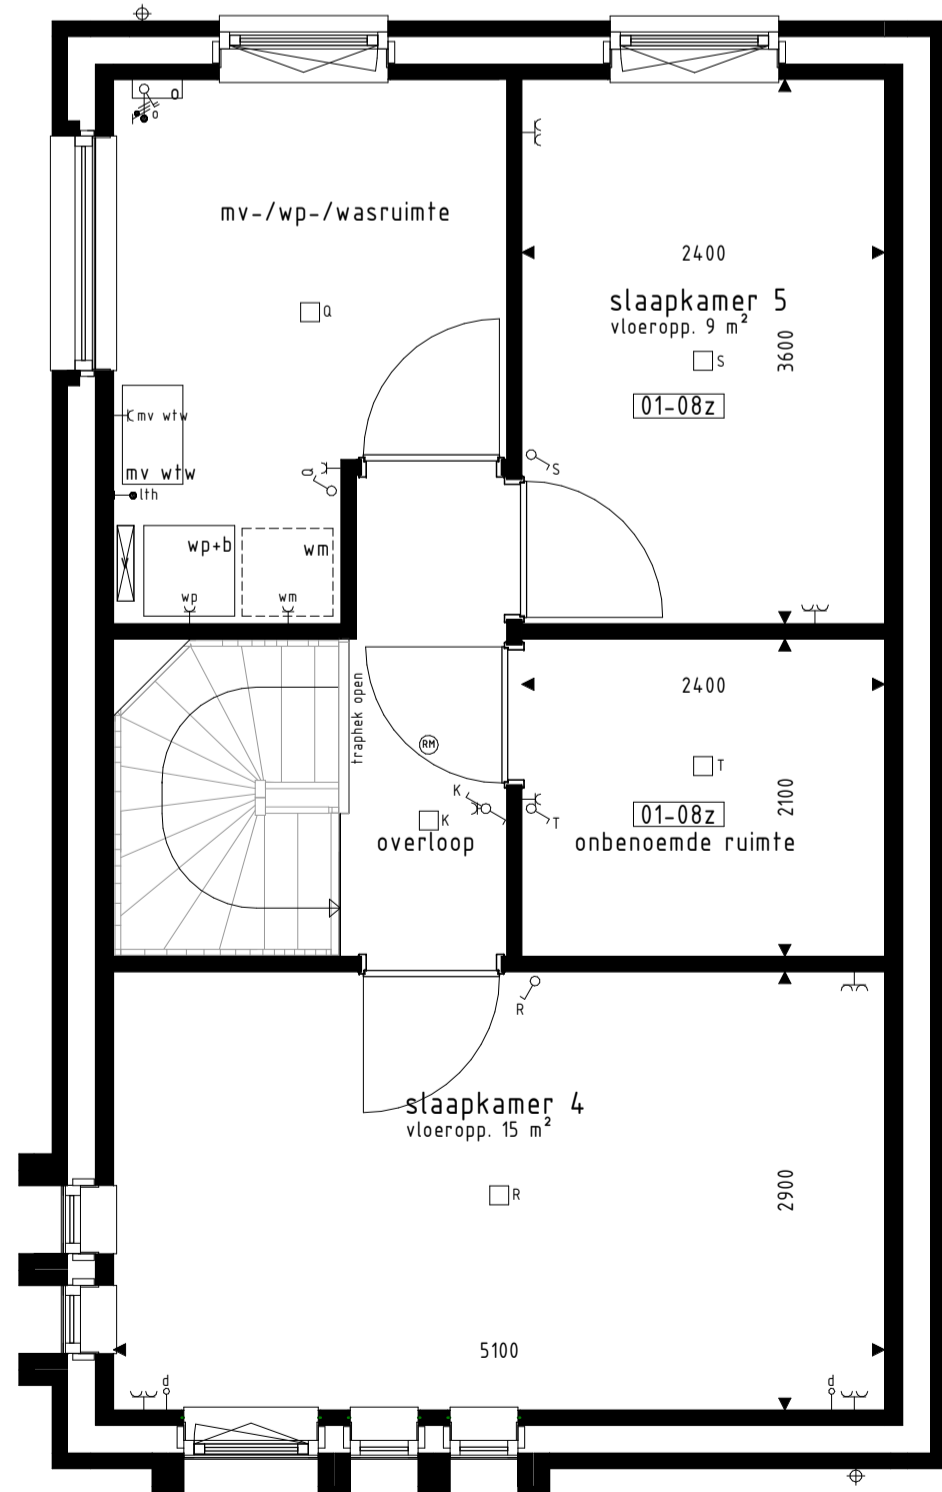 o
o
mv-/wp-/wasruimte
2400
slaapkamer 5
vloeropp. 9 m²
3600
Q
S
01-08z
mv wtw
mv wtw
Q
S
lth
wp+b
wm
wp
wm
traphek open
2400
RM
T
K
K
01-08z
T
2100
overloop
onbenoemde ruimte
R
slaapkamer 4
vloeropp. 15 m²
R
2900
5100
d
d